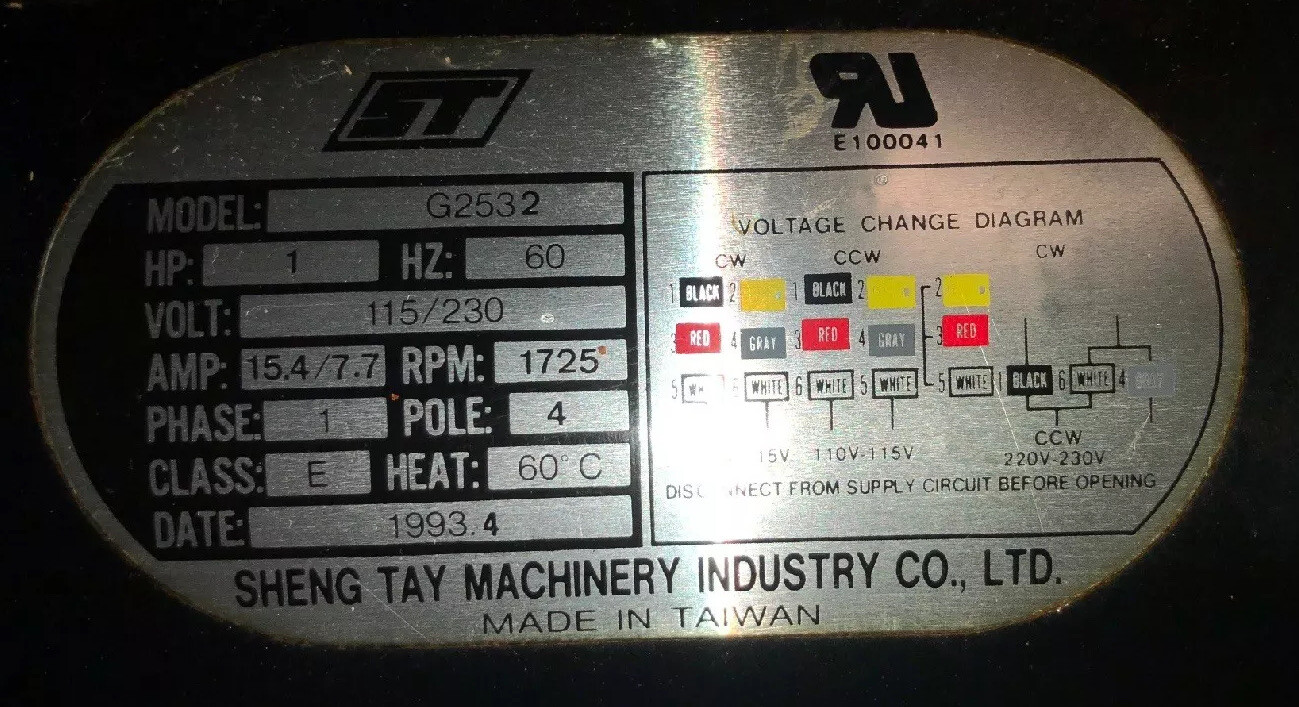 ST
RU
E100041
MODEL: G2532
HP: 1 HZ: 60
VOLT: 115/230
AMP: 15.4/7.7 RPM: 1725
PHASE: 1 POLE: 4
CLASS: E HEAT: 60°C
DATE: 1993.4
VOLTAGE CHANGE DIAGRAM
CW CCW CW
1 BLACK 2 1 BLACK 2 2
3 RED 4 GRAY 3 RED 4 GRAY 3 RED
5 WHITE 6 WHITE 5 WHITE 5 WHITE 1 BLACK 6 WHITE 4 GRAY
15V 110V-115V CCW
220V-230V
DISCONNECT FROM SUPPLY CIRCUIT BEFORE OPENING
SHENG TAY MACHINERY INDUSTRY CO., LTD.
MADE IN TAIWAN